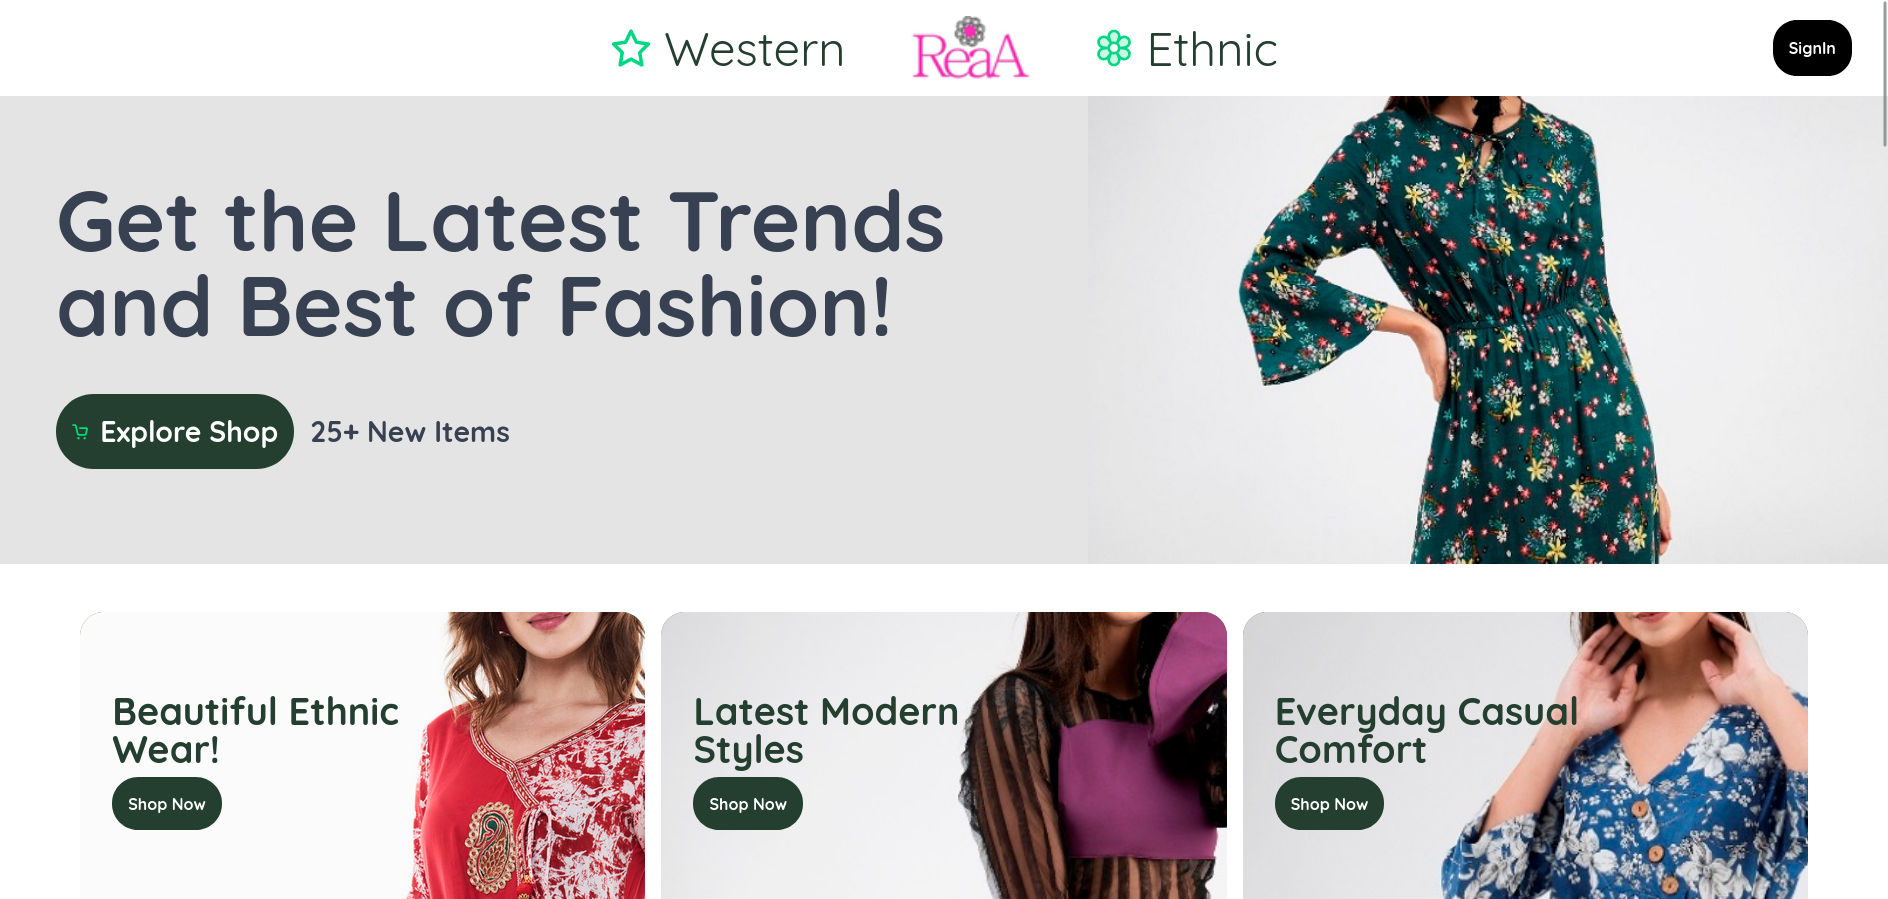 Western
ReaA
Ethnic
SignIn
Get the Latest Trends
and Best of Fashion!
Explore Shop
25+ New Items
Beautiful Ethnic
Wear!
Shop Now
Latest Modern
Styles
Shop Now
Everyday Casual
Comfort
Shop Now